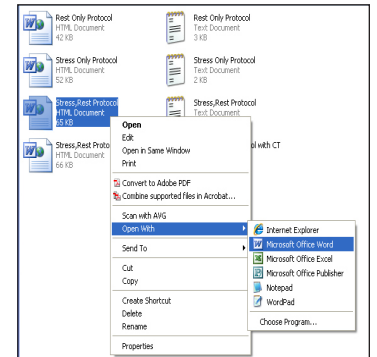 Rest Only Protocol
HTML Document
42 KB
Rest Only Protocol
Text Document
3 KB
Stress Only Protocol
HTML Document
52 KB
Stress Only Protocol
Text Document
2 KB
Stress,Rest Protocol
HTML Document
65 KB
Stress,Rest Protocol
Text Document
Stress,Rest Proto
HTML Document
66 KB
ol with CT
Open
Edit
Open in Same Window
Print
Convert to Adobe PDF
Combine supported files in Acrobat...
Scan with AVG
Open With
Send To
Cut
Copy
Create Shortcut
Delete
Rename
Properties
Internet Explorer
Microsoft Office Word
Microsoft Office Excel
Microsoft Office Publisher
Notepad
WordPad
Choose Program...